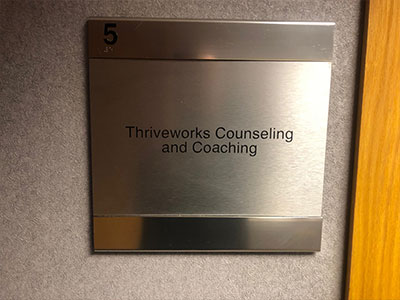 5
Thriveworks Counseling
and Coaching